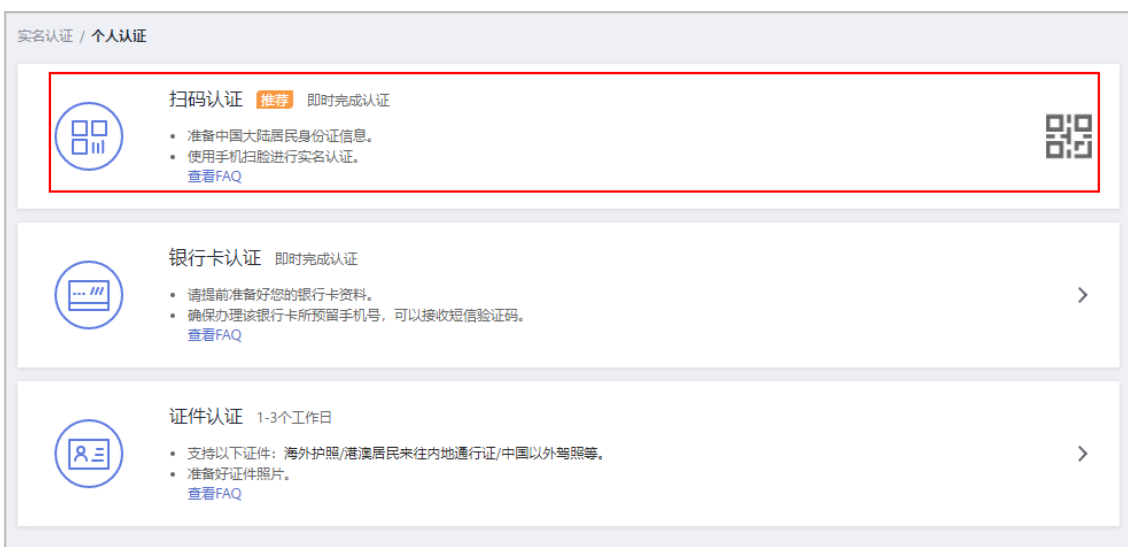 实名认证 / 个人认证
扫码认证 推荐 即时完成认证
• 准备中国大陆居民身份证信息。
• 使用手机扫脸进行实名认证。
查看FAQ
银行卡认证 即时完成认证
• 请提前准备好您的银行卡资料。
• 确保办理该银行卡所预留手机号，可以接收短信验证码。
查看FAQ
证件认证 1-3个工作日
• 支持以下证件：海外护照/港澳居民来往内地通行证/中国以外驾照等。
• 准备好证件照片。
查看FAQ